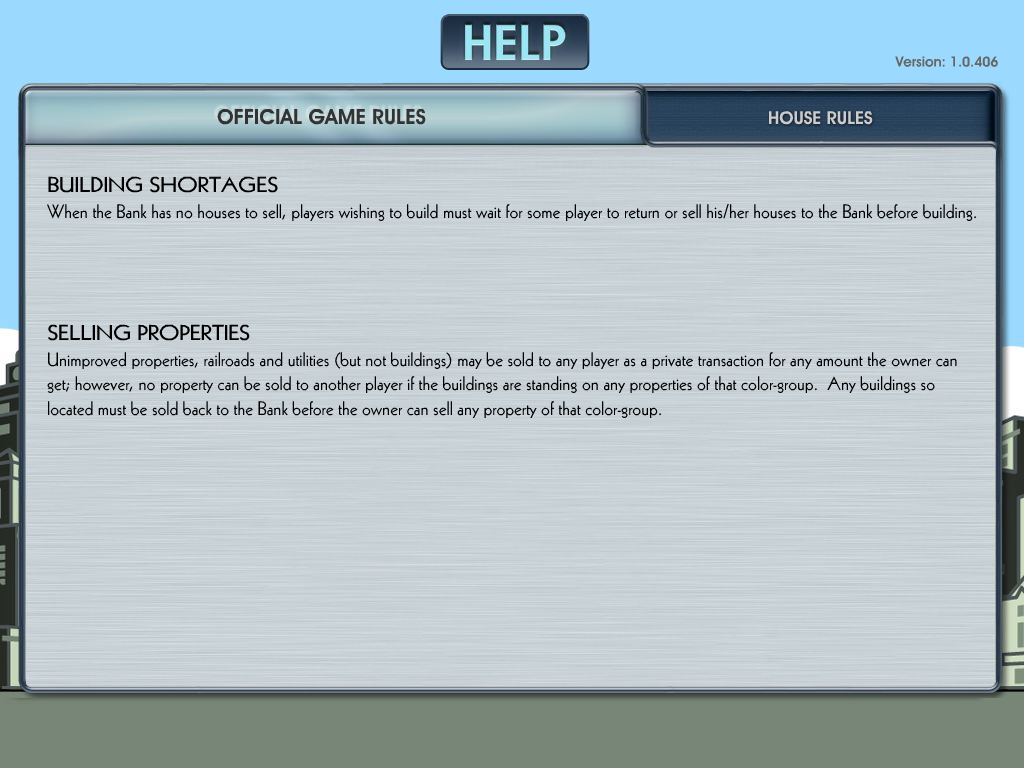 HELP
Version: 1.0.406
OFFICIAL GAME RULES
HOUSE RULES
BUILDING SHORTAGES
When the Bank has no houses to sell, players wishing to build must wait for some player to return or sell his/her houses to the Bank before building.
SELLING PROPERTIES
Unimproved properties, railroads and utilities (but not buildings) may be sold to any player as a private transaction for any amount the owner can
get; however, no property can be sold to another player if the buildings are standing on any properties of that color-group.  Any buildings so
located must be sold back to the Bank before the owner can sell any property of that color-group.